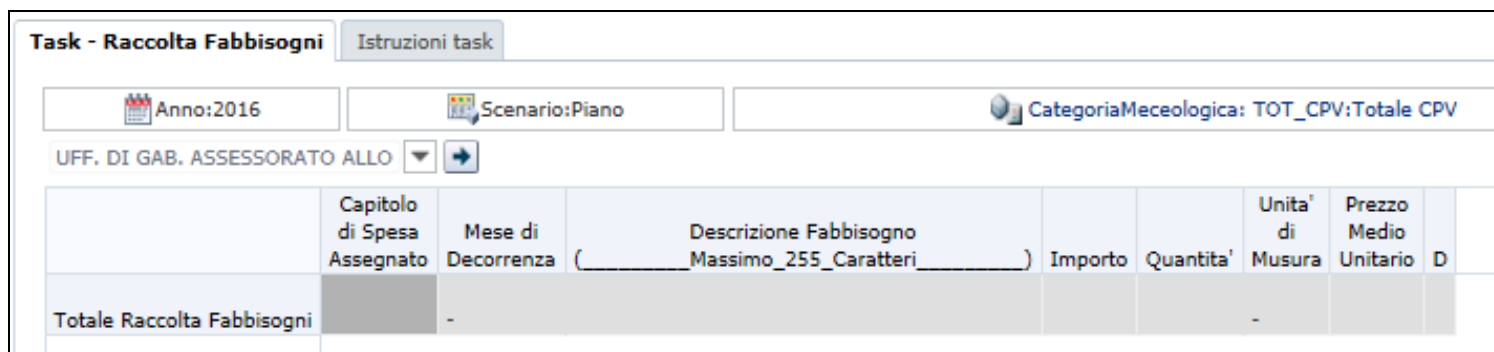 Task - Raccolta Fabbisogni Istruzioni task
Anno:2016 Scenario:Piano CategoriaMeceologica: TOT_CPV:Totale CPV
UFF. DI GAB. ASSESSORATO ALLO
Capitolo Unita' Prezzo
di Spesa Mese di Descrizione Fabbisogno di Medio
Assegnato Decorrenza (_________Massimo_255_Caratteri_________) Importo Quantita' Musura Unitario D
Totale Raccolta Fabbisogni - -